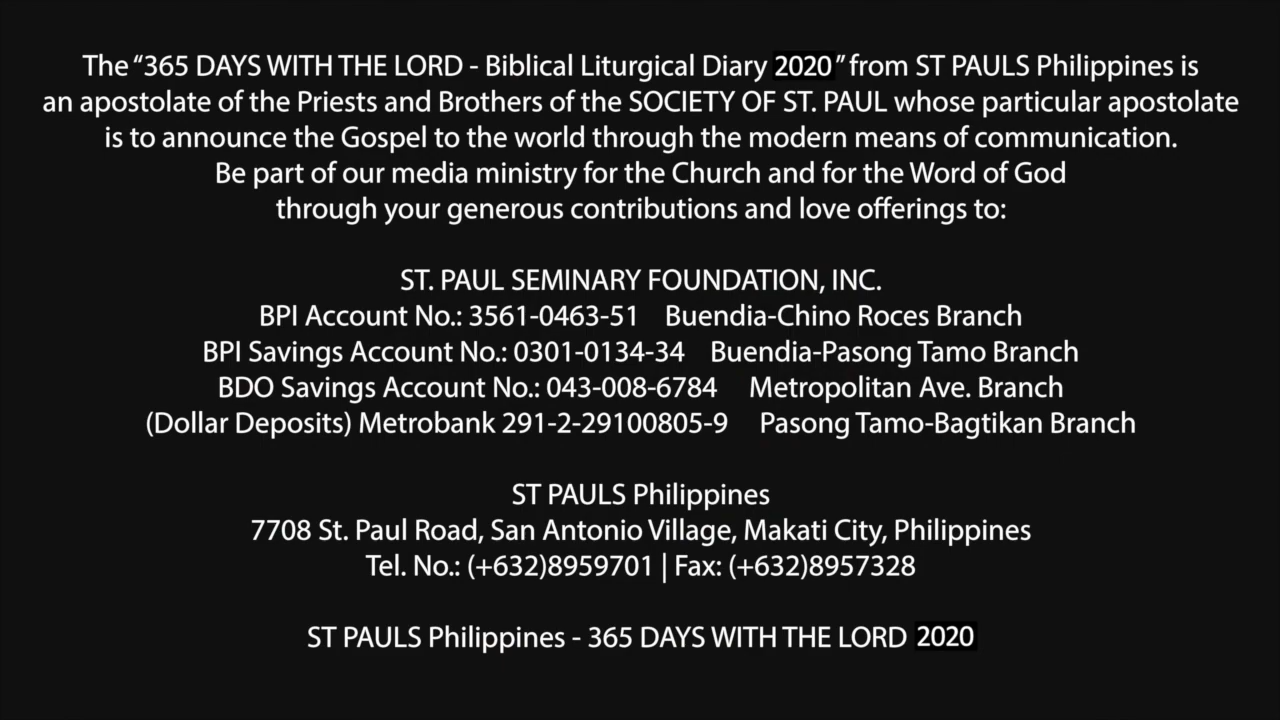 The “365 DAYS WITH THE LORD - Biblical Liturgical Diary 2020” from ST PAULS Philippines is
an apostolate of the Priests and Brothers of the SOCIETY OF ST. PAUL whose particular apostolate
is to announce the Gospel to the world through the modern means of communication.
Be part of our media ministry for the Church and for the Word of God
through your generous contributions and love offerings to:
ST. PAUL SEMINARY FOUNDATION, INC.
BPI Account No.: 3561-0463-51 Buendia-Chino Roces Branch
BPI Savings Account No.: 0301-0134-34 Buendia-Pasong Tamo Branch
BDO Savings Account No.: 043-008-6784 Metropolitan Ave. Branch
(Dollar Deposits) Metrobank 291-2-29100805-9 Pasong Tamo-Bagtikan Branch
ST PAULS Philippines
7708 St. Paul Road, San Antonio Village, Makati City, Philippines
Tel. No.: (+632)8959701 | Fax: (+632)8957328
ST PAULS Philippines - 365 DAYS WITH THE LORD 2020